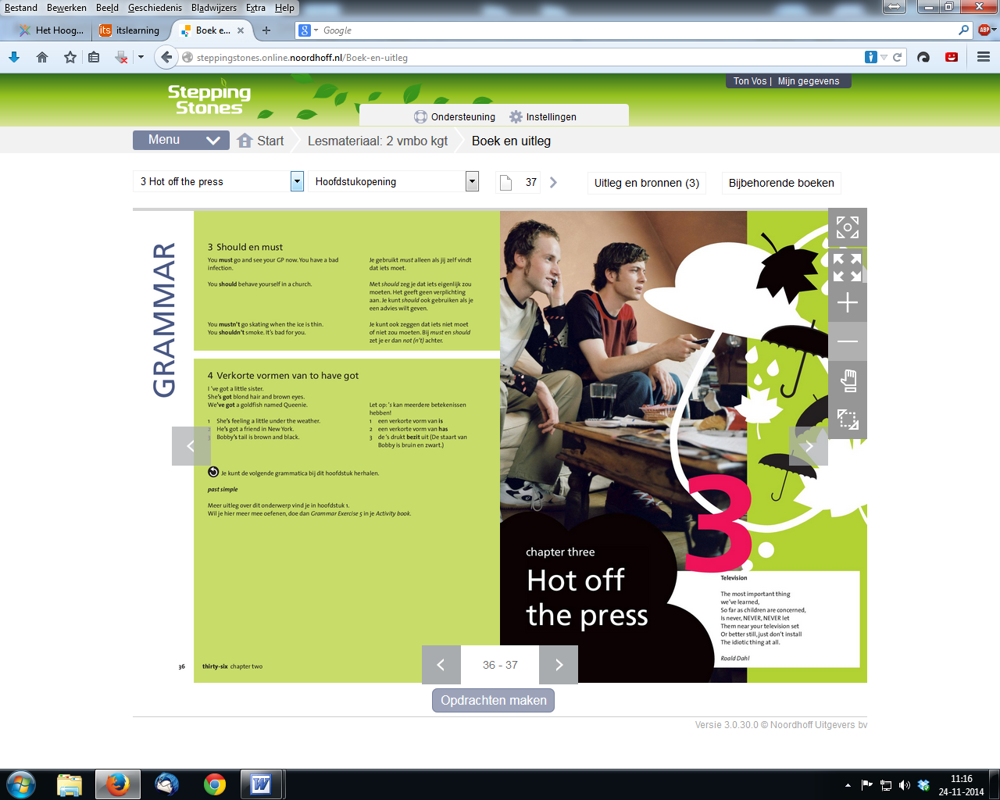 Bestand Bewerken Beeld Geschiedenis Bladwijzers Extra Help
Het Hoog...
itslearning
Boek e...
Google
steppingstones.online.noordhoff.nl/Boek-en-uitleg
Ton Vos | Mijn gegevens
Stepping
Stones
Ondersteuning
Instellingen
Menu
Start
Lesmateriaal: 2 vmbo kgt
Boek en uitleg
3 Hot off the press
Hoofdstukopening
37
Uitleg en bronnen (3)
Bijbehorende boeken
GRAMMAR
3 Should en must
You must go and see your GP now. You have a bad
infection.
Je gebruikt must alleen als jij zelf vindt
dat iets moet.
You should behave yourself in a church.
Met should zeg je dat iets eigenlijk zou
moeten. Het geeft geen verplichting
aan. Je kunt should ook gebruiken als je
een advies wilt geven.
You mustn't go skating when the ice is thin.
You shouldn't smoke. It's bad for you.
Je kunt ook zeggen dat iets niet moet
of niet zou moeten. Bij must en should
zet je er dan not (n't) achter.
4 Verkorte vormen van to have got
I 've got a little sister.
She's got blond hair and brown eyes.
We've got a goldfish named Queenie.
Let op: 's kan meerdere betekenissen
hebben!
1 She's feeling a little under the weather.
He's got a friend in New York.
Bobby's tail is brown and black.
1 een verkorte vorm van is
2 een verkorte vorm van has
3 de 's drukt bezit uit (De staart van
Bobby is bruin en zwart.)
Je kunt de volgende grammatica bij dit hoofdstuk herhalen.
past simple
Meer uitleg over dit onderwerp vind je in hoofdstuk 1.
Wil je hier meer mee oefenen, doe dan Grammar Exercise 5 in je Activity book.
36 thirty-six chapter two
3
chapter three
Hot off
the press
Television
The most important thing
we've learned,
So far as children are concerned,
Is never, NEVER, NEVER let
Them near your television set
Or better still, just don't install
The idiotic thing at all.
Roald Dahl
36 - 37
Opdrachten maken
Versie 3.0.30.0 © Noordhoff Uitgevers bv
11:16
24-11-2014